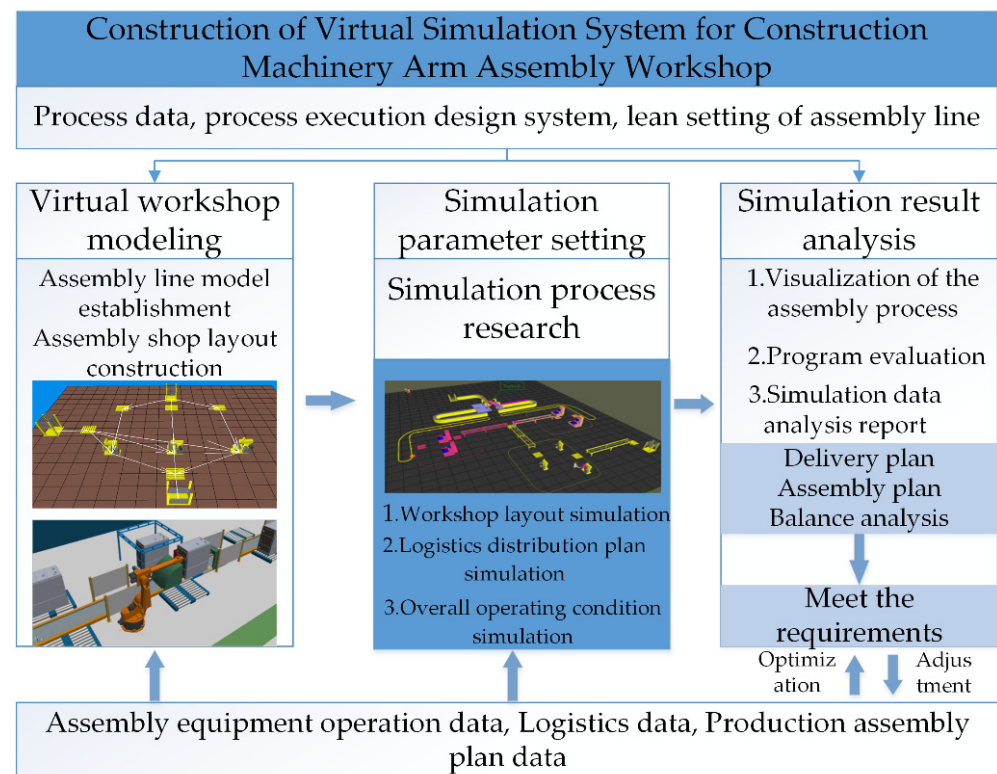 Construction of Virtual Simulation System for Construction
Machinery Arm Assembly Workshop
Process data, process execution design system, lean setting of assembly line
Virtual workshop
modeling
Assembly line model
establishment
Assembly shop layout
construction
Simulation
parameter setting
Simulation process
research
1.Workshop layout simulation
2.Logistics distribution plan
simulation
3.Overall operating condition
simulation
Simulation result
analysis
1.Visualization of the
assembly process
2.Program evaluation
3.Simulation data
analysis report
Delivery plan
Assembly plan
Balance analysis
Meet the
requirements
Optimiz
ation
Adjus
tment
Assembly equipment operation data, Logistics data, Production assembly
plan data